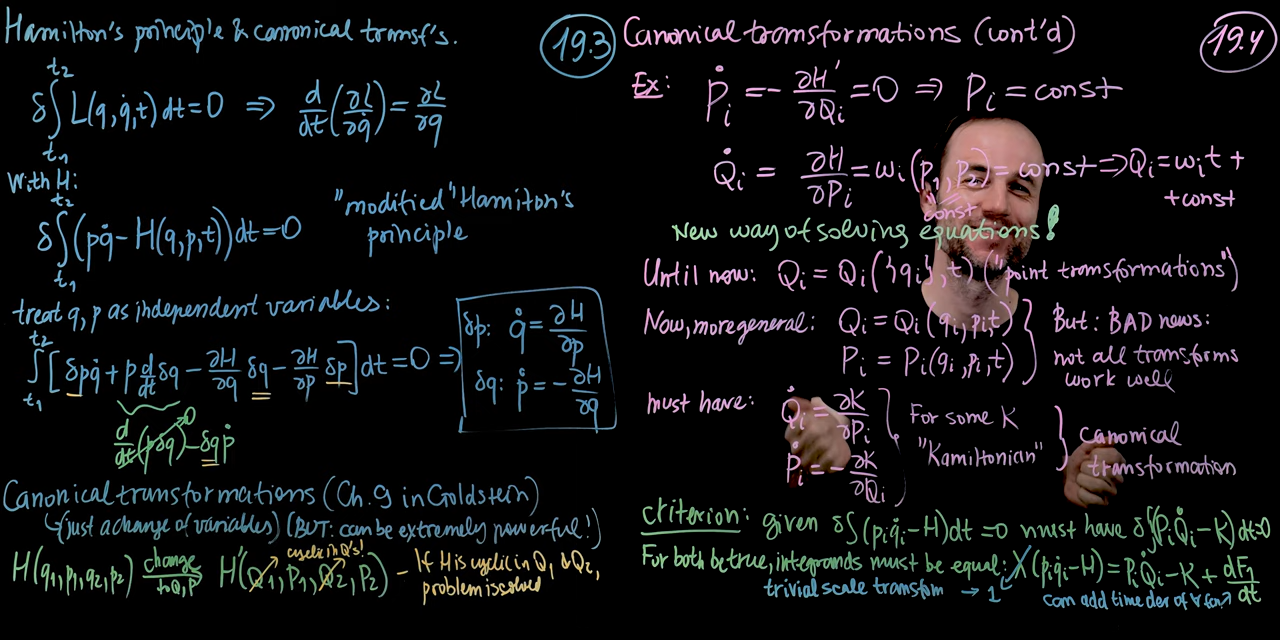 Hamilton's principle & canonical transf's.
19.3
δ∫_{t₁}^{t₂} L(q,q̇,t)dt=0 ⇒ d/dt(∂L/∂q̇)=∂L/∂q
With H:
δ∫_{t₁}^{t₂}(pq̇-H(q,p,t))dt=0
"modified" Hamilton's
principle
treat q,p as independent variables:
∫_{t₁}^{t₂}[δpq̇+p d/dt δq-∂H/∂q δq-∂H/∂p δp]dt=0 ⇒
δp: q̇=∂H/∂p
δq: ṗ=-∂H/∂q
d/dt(pδq)-δqṗ
0
Canonical transformations (Ch.9 in Goldstein)
(just a change of variables) (BUT: can be extremely powerful!)
cyclic in Q's!
H(q₁,p₁,q₂,p₂) change to Q,P H'(Q₁,P₁,Q₂,P₂) - If H is cyclic in Q₁ & Q₂,
problem is solved
Canonical transformations (cont'd)
19.4
Ex: Ṗᵢ=-∂H'/∂Qᵢ=0 ⇒ Pᵢ=const
Q̇ᵢ=∂H/∂Pᵢ=ωᵢ(P₁,P₂)=const⇒Qᵢ=ωᵢt+
+const
const
New way of solving equations!
Until now: Qᵢ=Qᵢ({qᵢ},t) ("point transformations")
Now, more general: Qᵢ=Qᵢ(qᵢ,pᵢ,t)
Pᵢ=Pᵢ(qᵢ,pᵢ,t)
But: BAD news:
not all transforms
work well
must have: Q̇ᵢ=∂K/∂Pᵢ
Ṗᵢ=-∂K/∂Qᵢ
For some K
"Kamiltonian"
canonical
transformation
criterion: given δ∫(pᵢq̇ᵢ-H)dt=0 must have δ∫(PᵢQ̇ᵢ-K)dt=0
For both be true, integrands must be equal: λ(pᵢq̇ᵢ-H)=PᵢQ̇ᵢ-K+dF₁/dt
trivial scale transfm → 1
can add time der of ∀ fn?